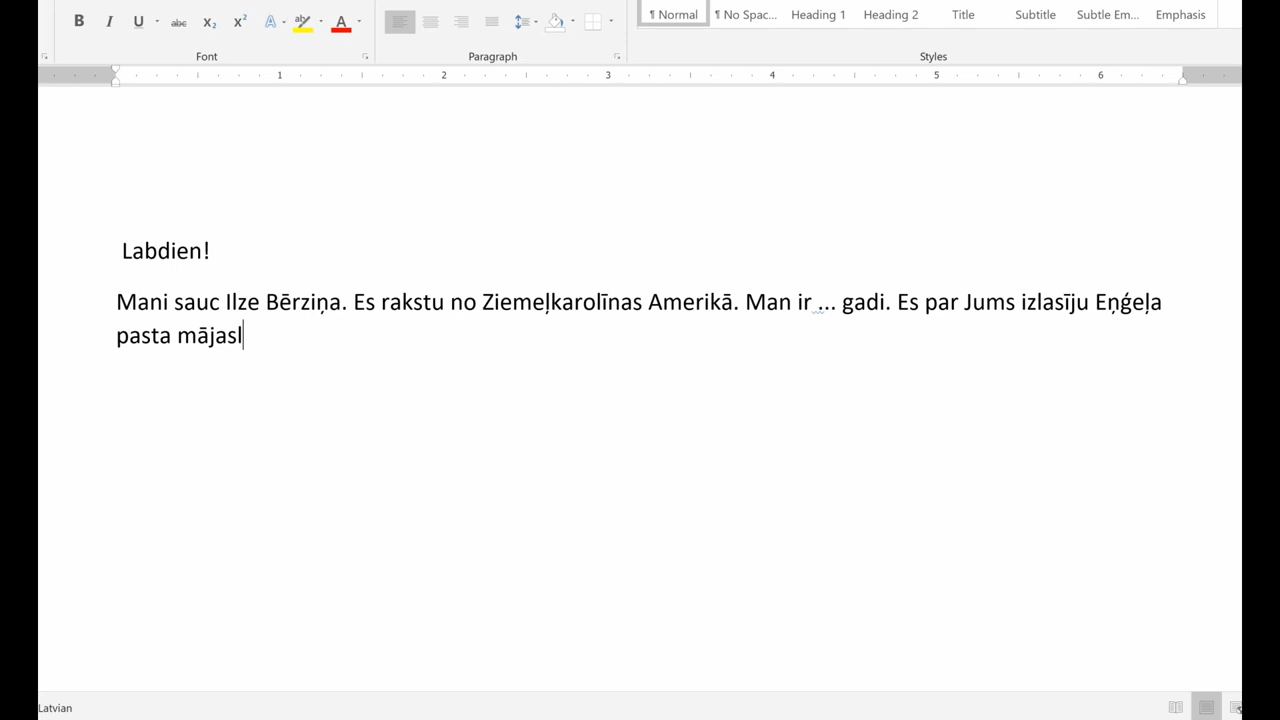 B I U abc X₂ X² A aby A
Font Paragraph Styles
¶ Normal ¶ No Spac... Heading 1 Heading 2 Title Subtitle Subtle Em... Emphasis
1 2 3 4 5 6
Labdien!
Mani sauc Ilze Bērziņa. Es rakstu no Ziemeļkarolīnas Amerikā. Man ir ... gadi. Es par Jums izlasīju Eņģeļa
pasta mājasl
Latvian